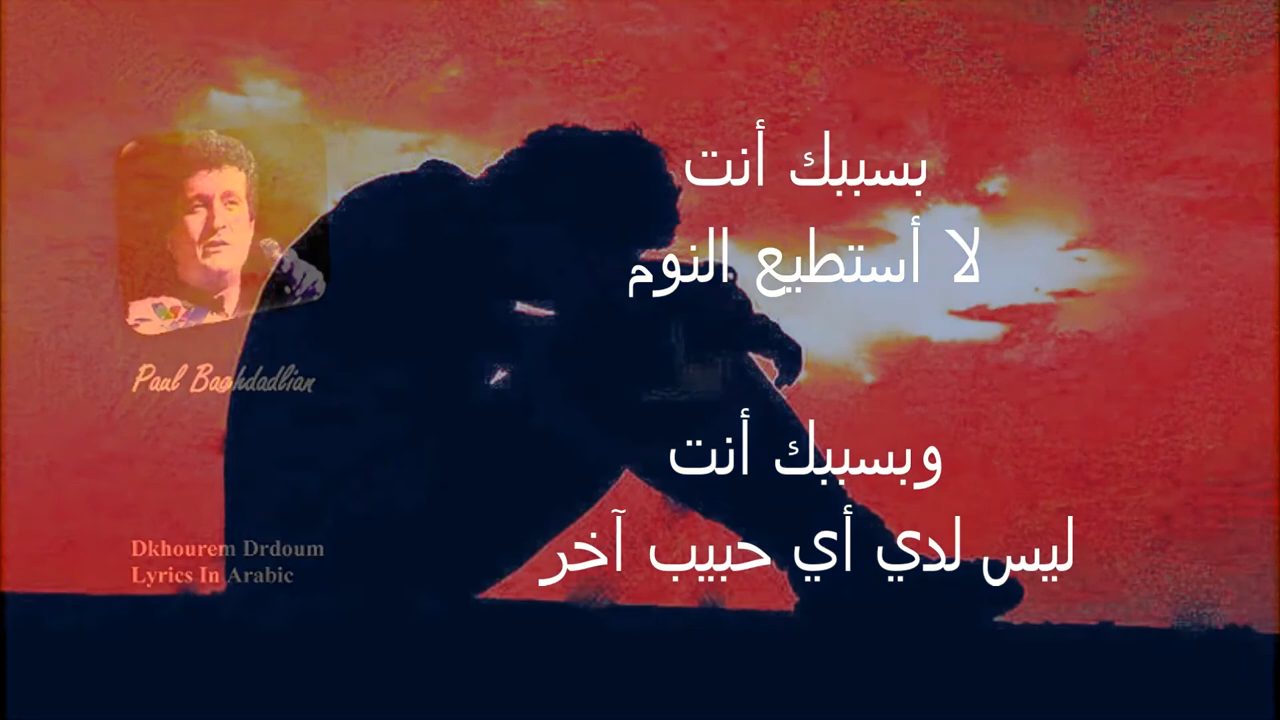 بسببك أنت
لا أستطيع النوم
وبسببك أنت
ليس لدي أي حبيب آخر
Paul Baghdadlian
Dkhourem Drdoum
Lyrics In Arabic